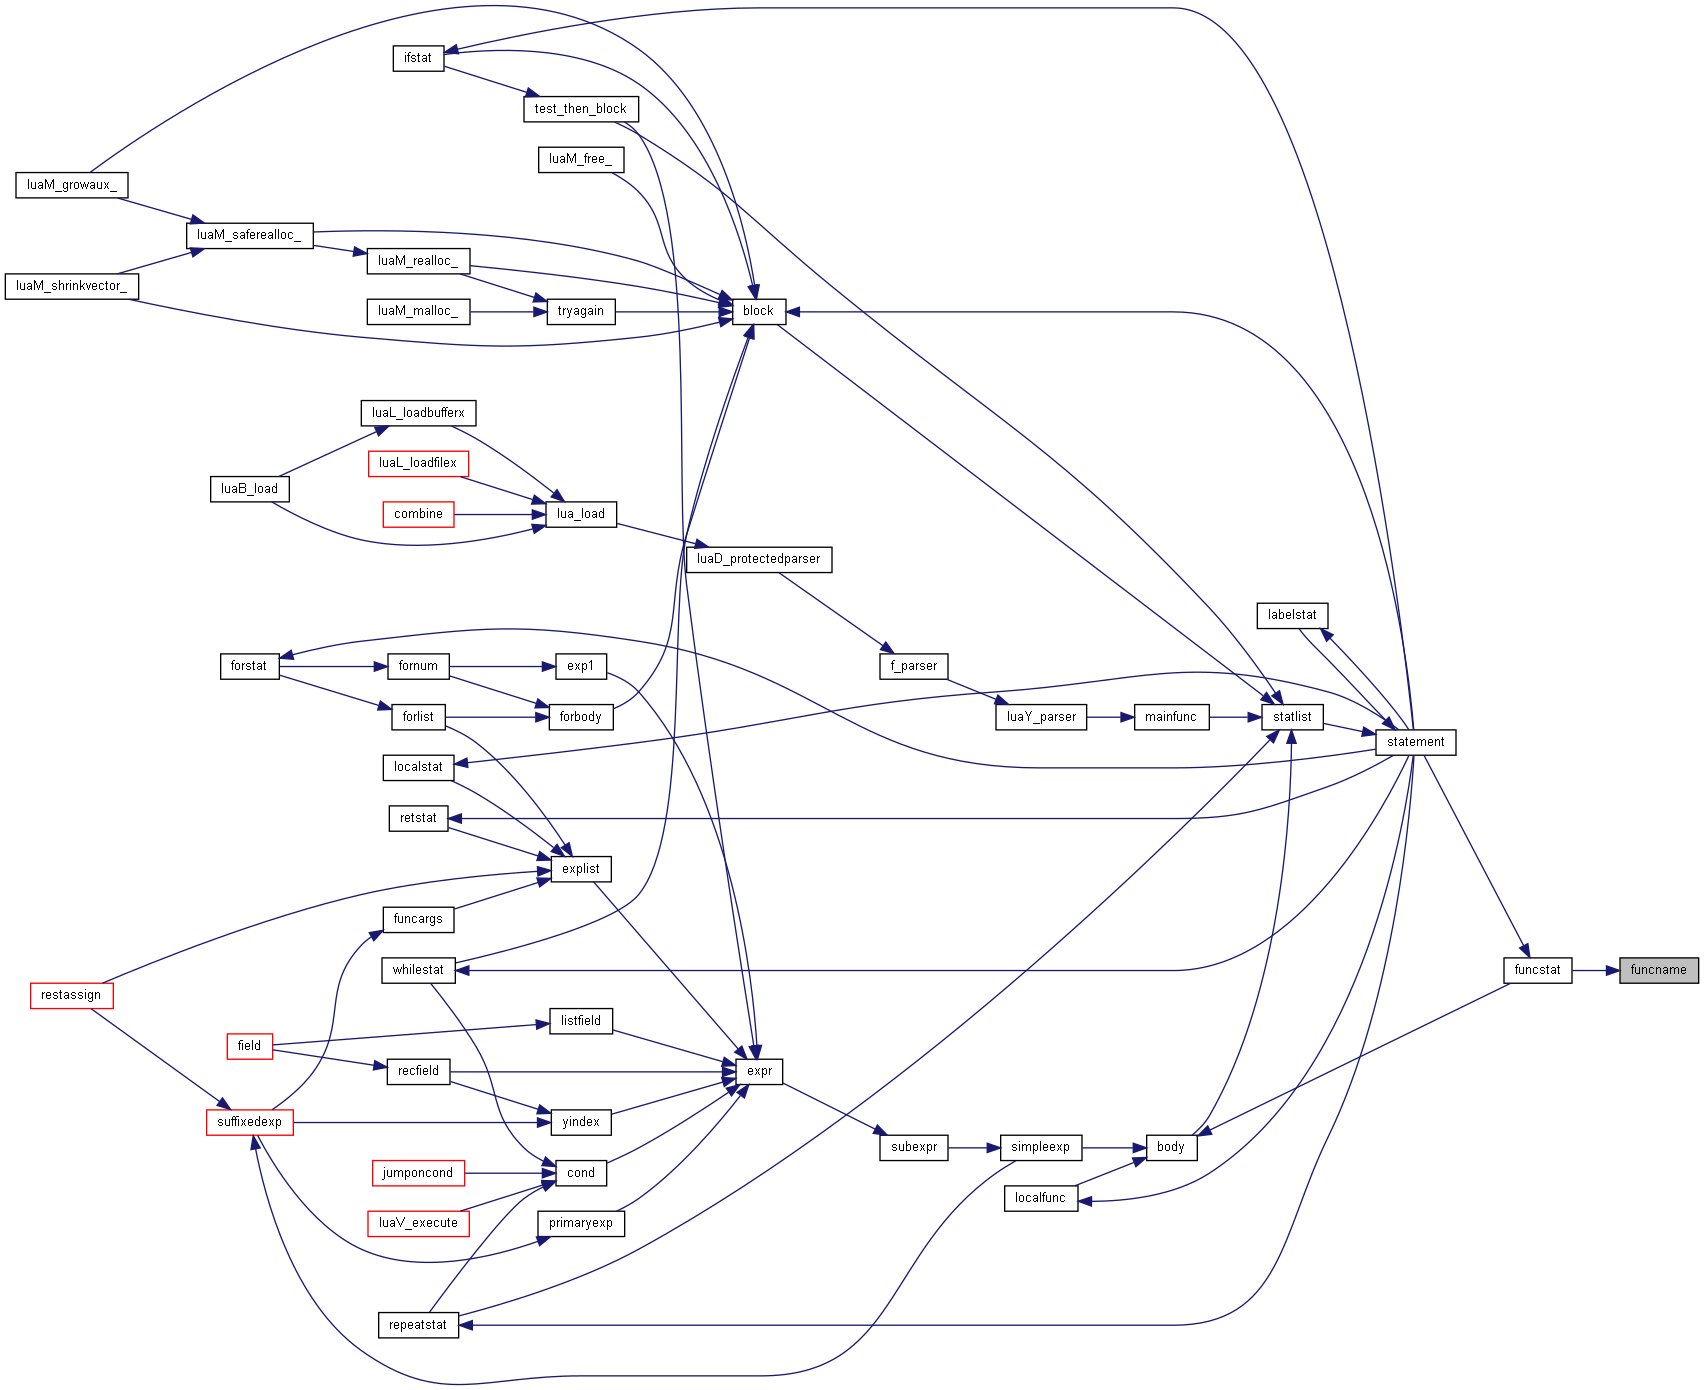 ifstat
test_then_block
luaM_free_
luaM_growaux_
luaM_saferealloc_
luaM_realloc_
luaM_shrinkvector_
luaM_malloc_
tryagain
block
luaL_loadbufferx
luaL_loadfilex
luaB_load
combine
lua_load
luaD_protectedparser
labelstat
forstat
fornum
exp1
f_parser
forlist
forbody
luaY_parser
mainfunc
statlist
statement
localstat
retstat
explist
funcargs
whilestat
funcstat
funcname
restassign
listfield
field
recfield
expr
suffixedexp
yindex
subexpr
simpleexp
body
jumponcond
cond
localfunc
luaV_execute
primaryexp
repeatstat